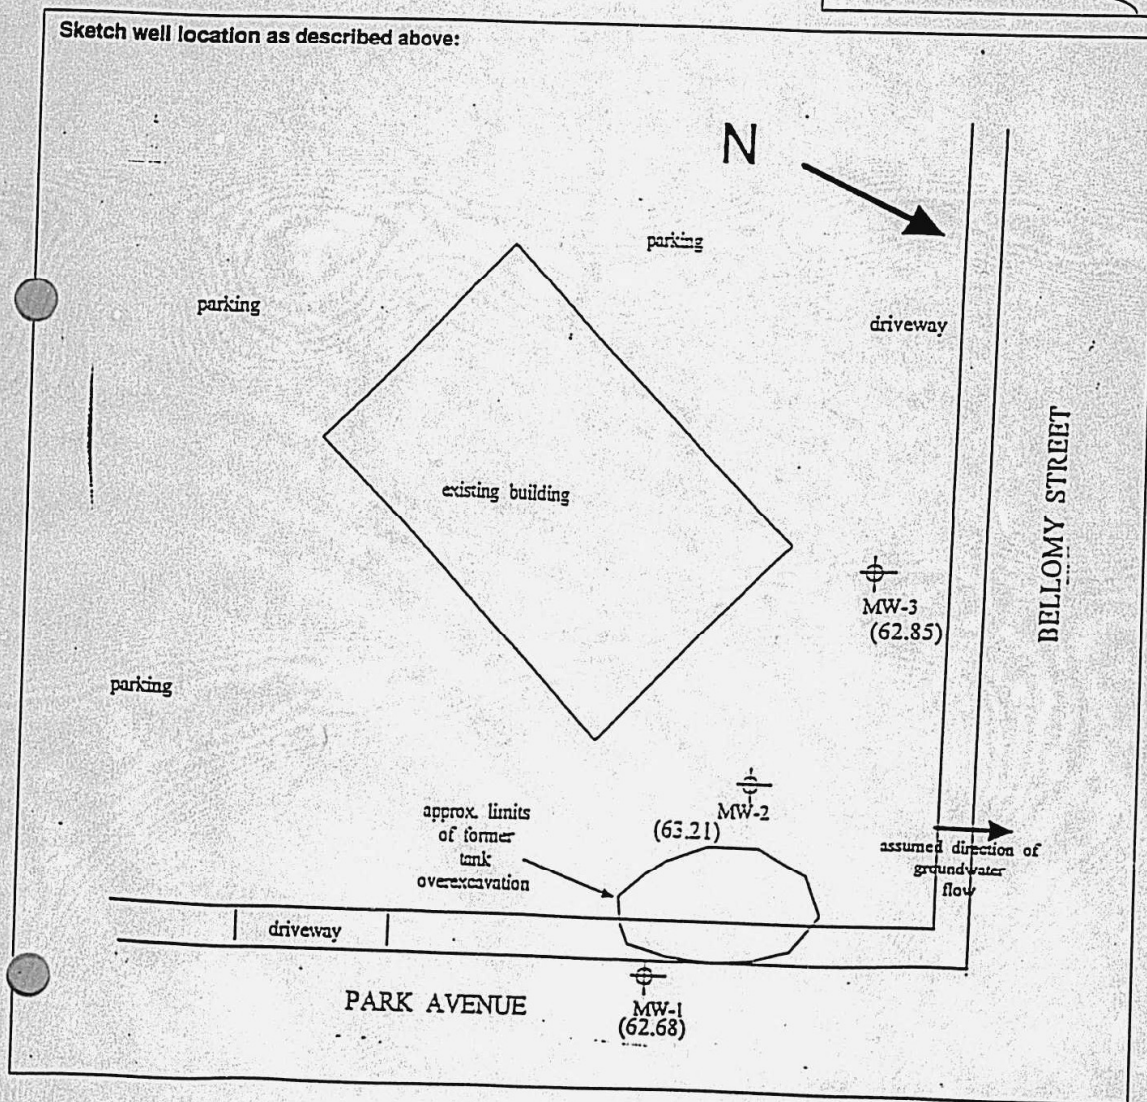 Sketch well location as described above:
N
parking
parking
driveway
existing building
BELLOMY STREET
MW-3
(62.85)
parking
approx. limits
of former
tank
overexcavation
MW-2
(63.21)
assumed direction of
groundwater
flow
driveway
PARK AVENUE
MW-1
(62.68)